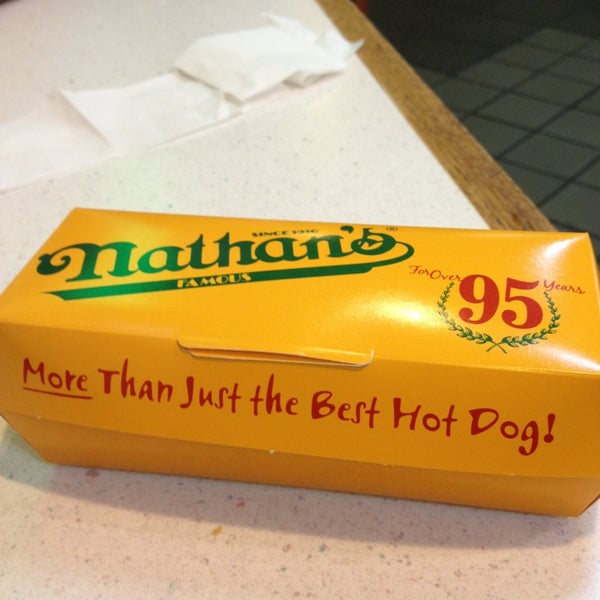 SINCE 1916
Nathan's®
FAMOUS
For Over 95 Years
More Than Just the Best Hot Dog!